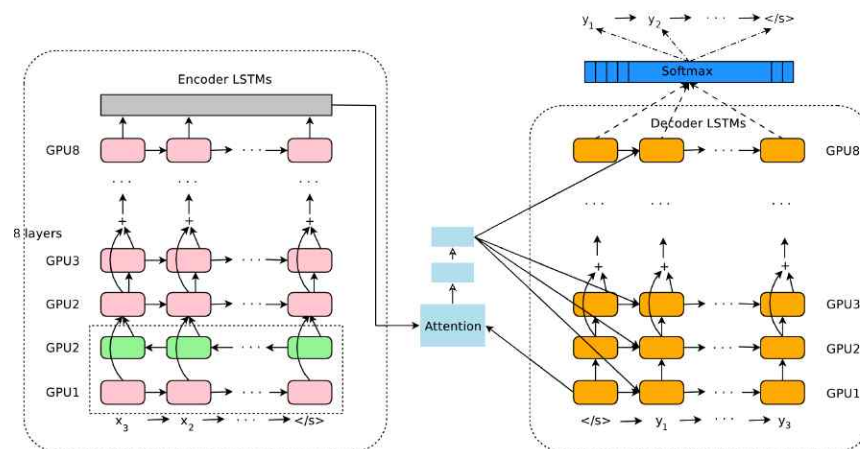 y1 y2 · · · </s>
Softmax
Encoder LSTMs
Decoder LSTMs
GPU8 · · · · · · GPU8
· · · · · · · · · · · ·
+ + +
8 layers
GPU3 · · ·
+ + +
GPU2 · · · · · · GPU3
Attention
GPU2 · · · · · · GPU2
GPU1 · · · · · · GPU1
x3 x2 · · · </s>
</s> y1 · · · y3